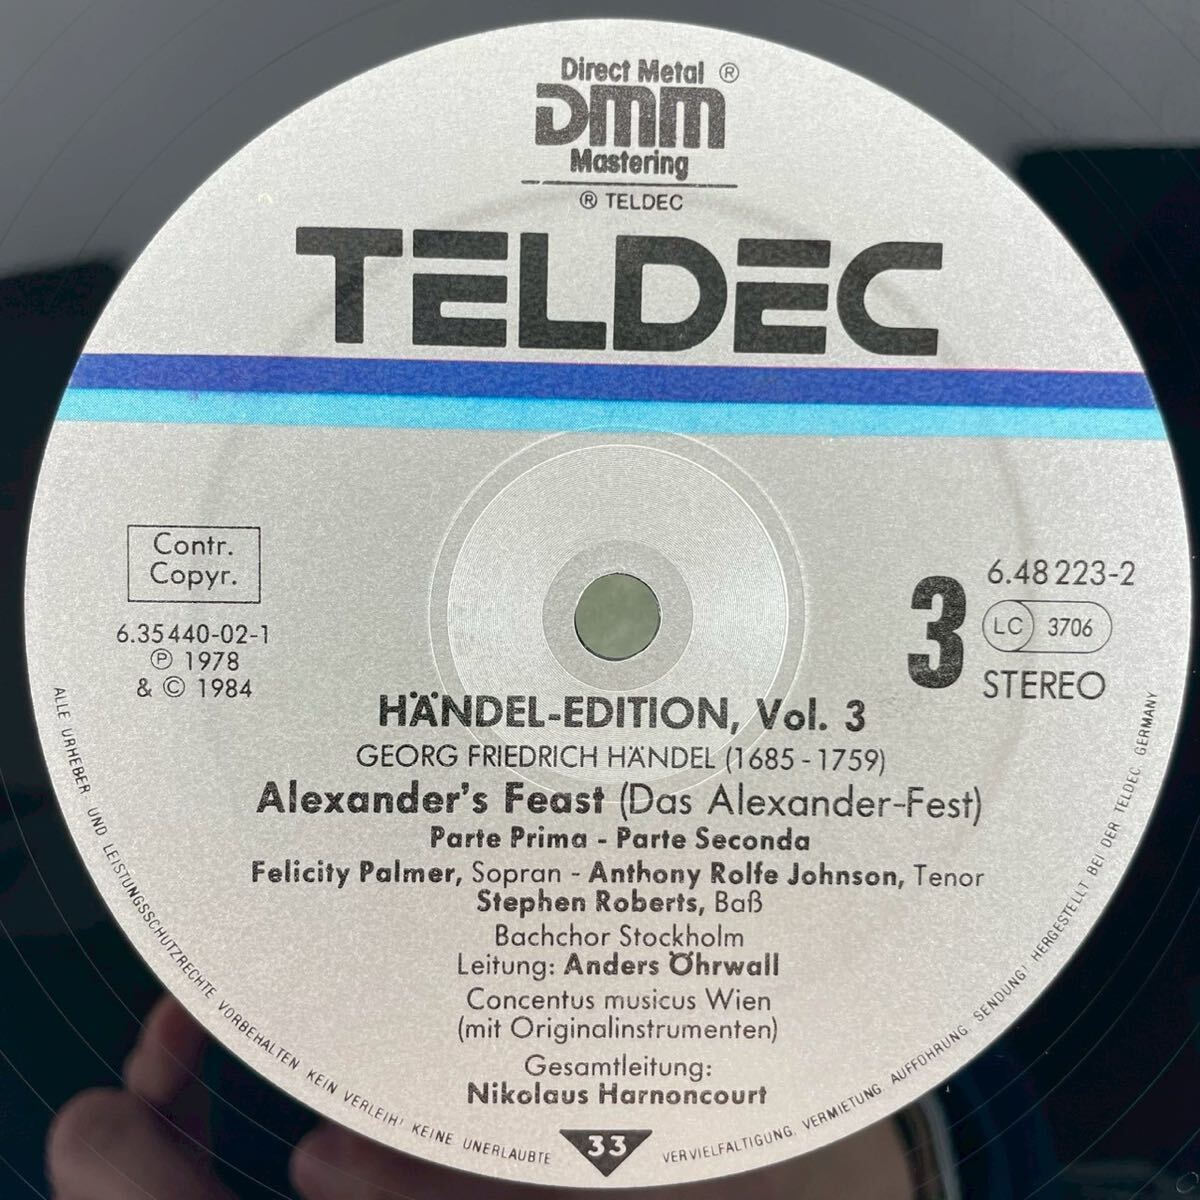 Direct Metal ®
DMM
Mastering
® TELDEC
TELDEC
Contr.
Copyr.
6.35440-02-1
℗ 1978
& © 1984
3
6.48223-2
LC 3706
STEREO
HÄNDEL-EDITION, Vol. 3
GEORG FRIEDRICH HÄNDEL (1685-1759)
Alexander's Feast (Das Alexander-Fest)
Parte Prima - Parte Seconda
Felicity Palmer, Sopran - Anthony Rolfe Johnson, Tenor
Stephen Roberts, Baß
Bachchor Stockholm
Leitung: Anders Öhrwall
Concentus musicus Wien
(mit Originalinstrumenten)
Gesamtleitung:
Nikolaus Harnoncourt
33
ALLE URHEBER- UND LEISTUNGSSCHUTZRECHTE VORBEHALTEN KEIN VERLEIH! KEINE UNERLAUBTE VERVIELFÄLTIGUNG, VERMIETUNG, AUFFÜHRUNG, SENDUNG! HERGESTELLT BEI DER TELDEC GERMANY